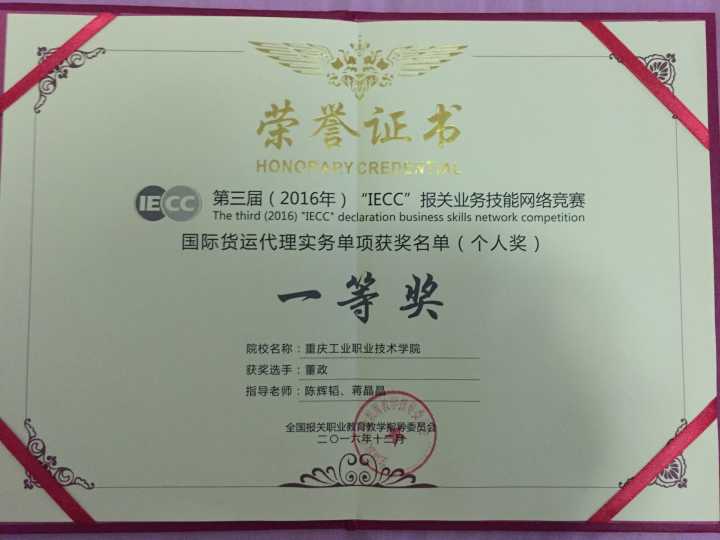 荣誉证书
HONORARY CREDENTIAL
IECC 第三届（2016年）“IECC”报关业务技能网络竞赛
The third (2016) "IECC" declaration business skills network competition
国际货运代理实务单项获奖名单（个人奖）
一等奖
院校名称：重庆工业职业技术学院
获奖选手：董政
指导老师：陈辉韬、蒋晶晶
全国报关职业教育教学指导委员会
二〇一六年十二月